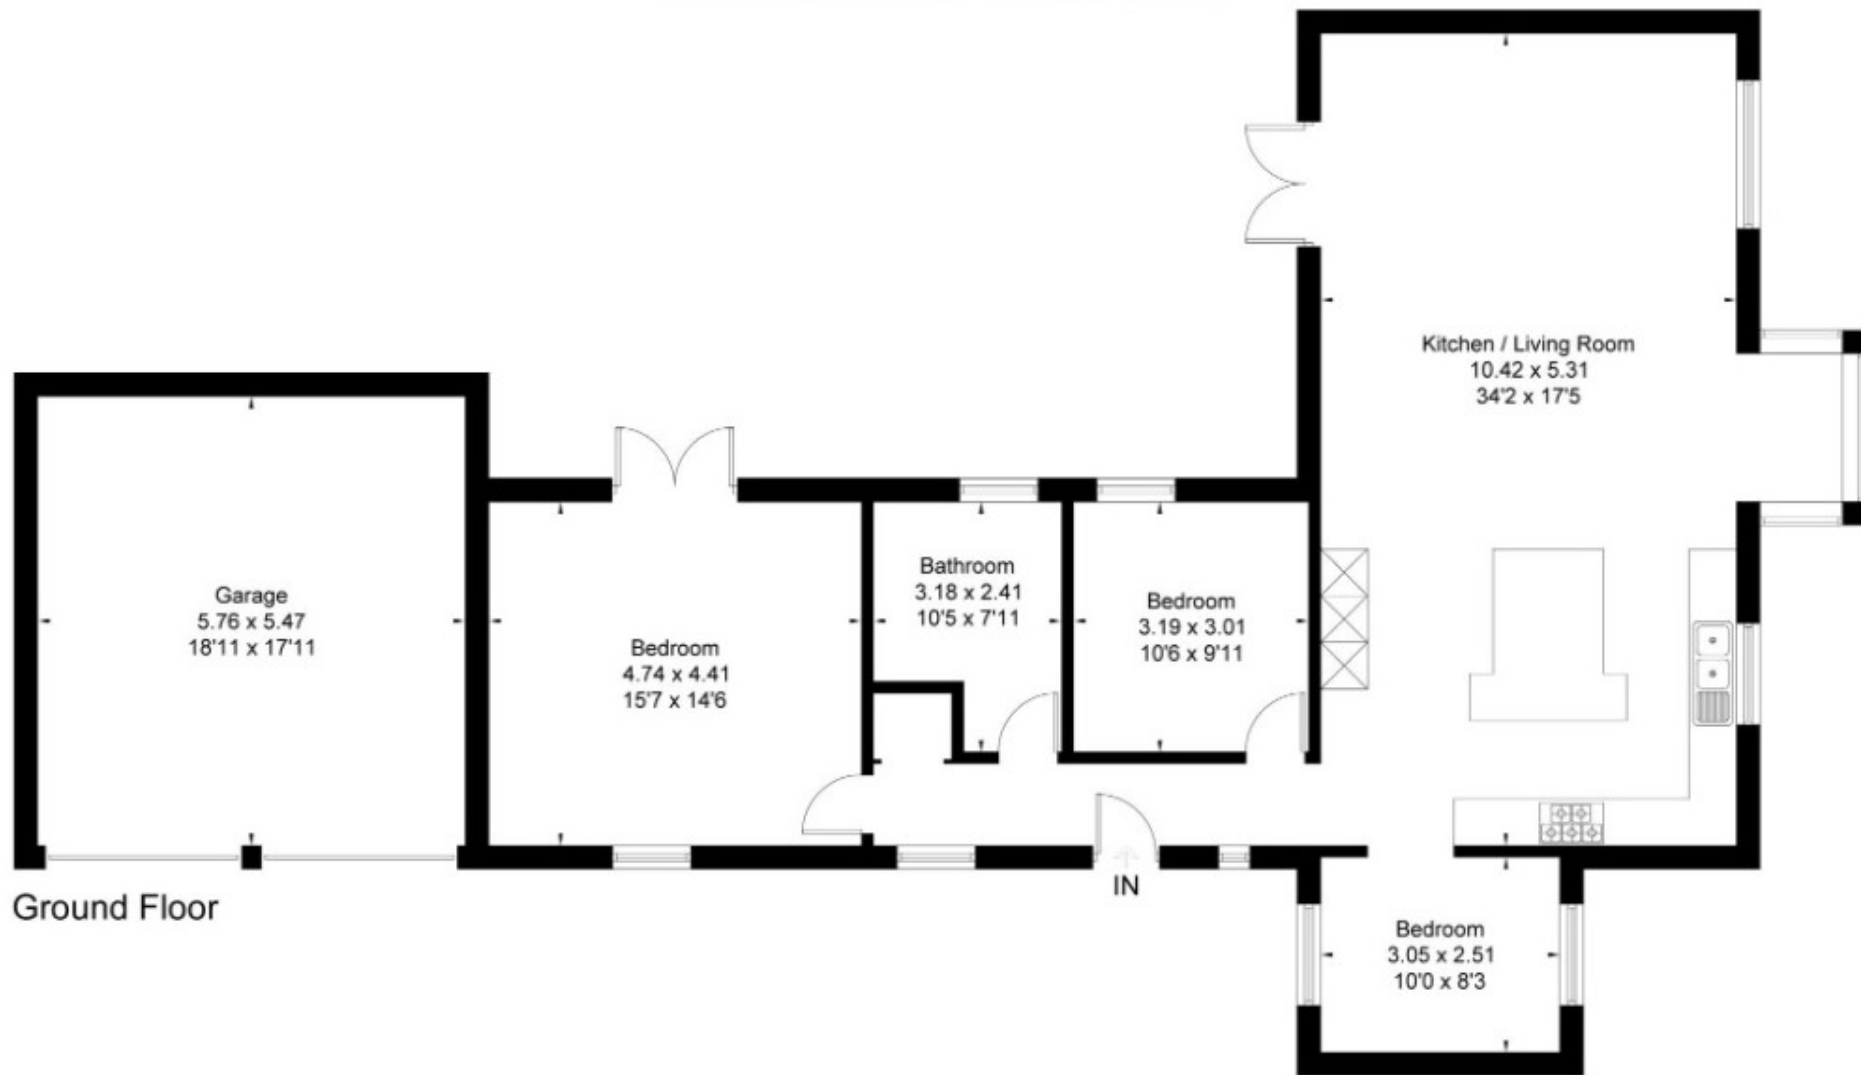 Kitchen / Living Room
10.42 x 5.31
34'2 x 17'5
Garage
5.76 x 5.47
18'11 x 17'11
Bedroom
4.74 x 4.41
15'7 x 14'6
Bathroom
3.18 x 2.41
10'5 x 7'11
Bedroom
3.19 x 3.01
10'6 x 9'11
IN
Ground Floor
Bedroom
3.05 x 2.51
10'0 x 8'3